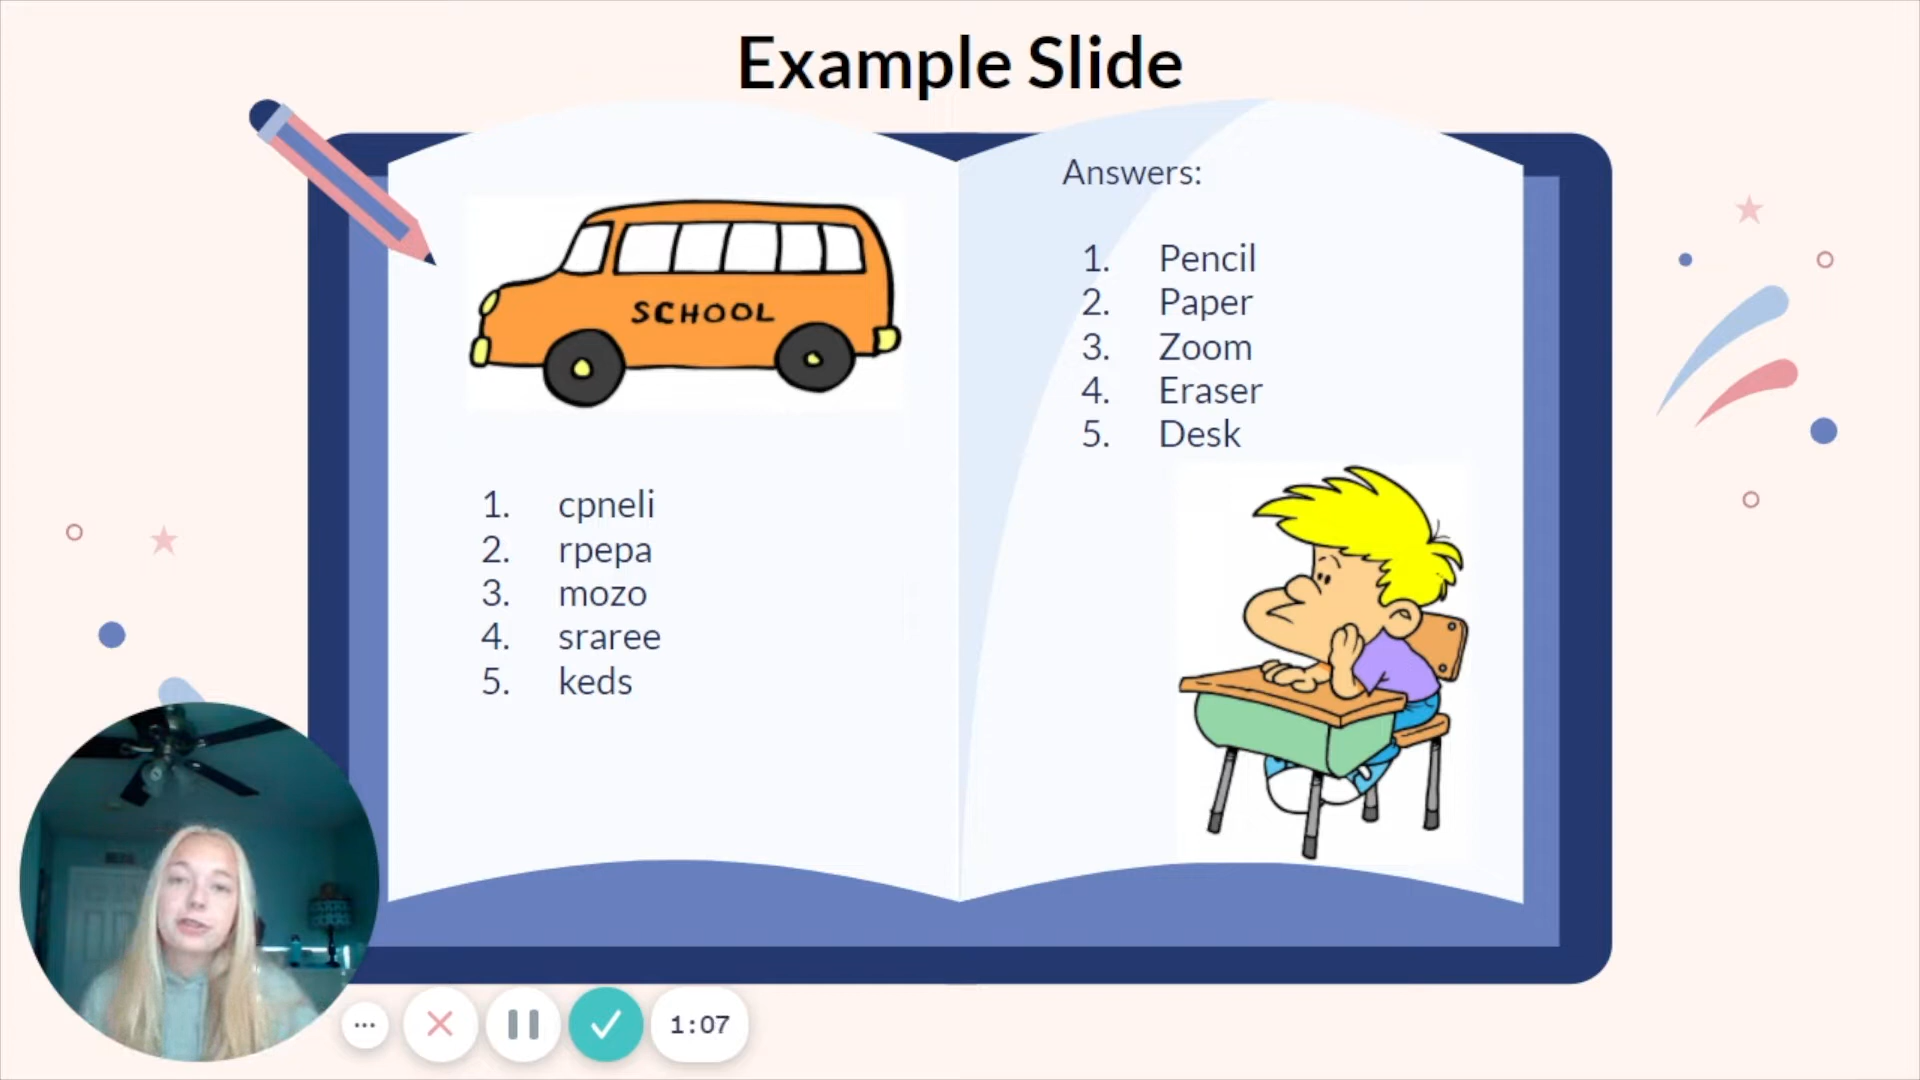 Example Slide
SCHOOL
1. cpneli
2. rpepa
3. mozo
4. sraree
5. keds
Answers:
1. Pencil
2. Paper
3. Zoom
4. Eraser
5. Desk
1:07